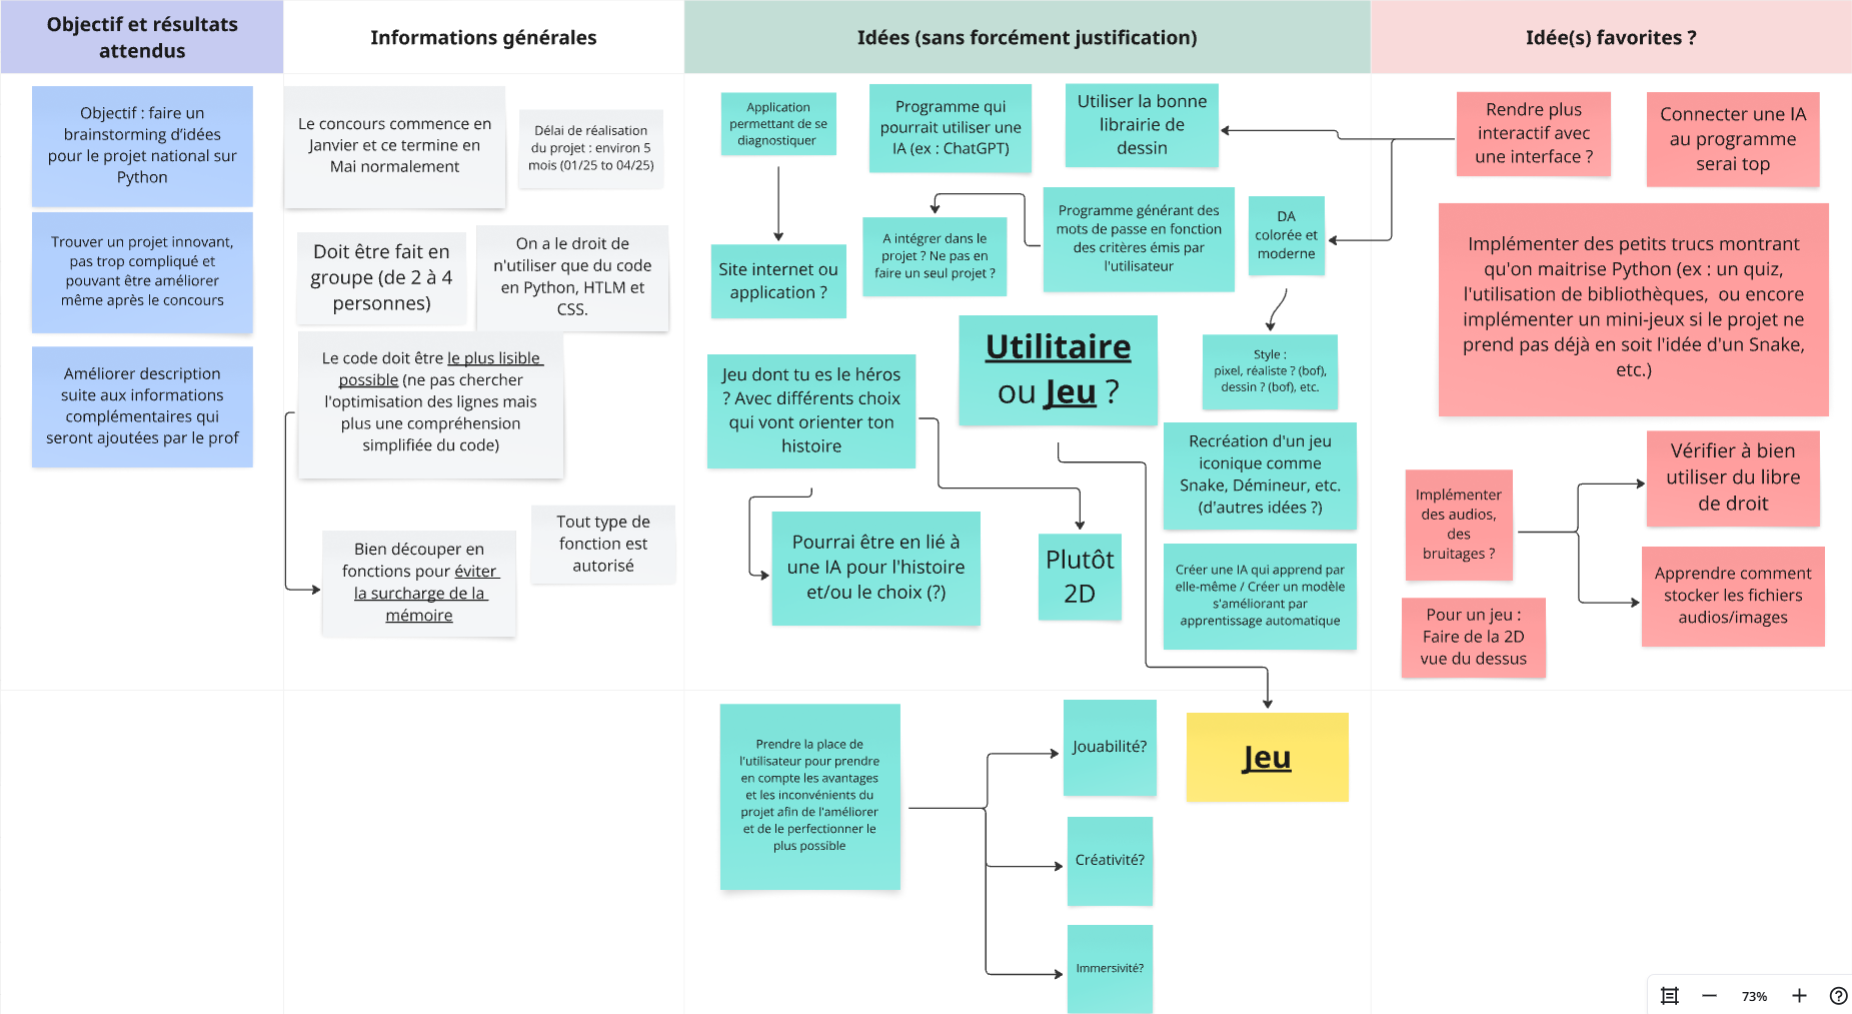 Objectif et résultats
attendus
Informations générales
Idées (sans forcément justification)
Idée(s) favorites ?
Objectif : faire un
brainstorming d'idées
pour le projet national sur
Python
Trouver un projet innovant,
pas trop compliqué et
pouvant être améliorer
même après le concours
Améliorer description
suite aux informations
complémentaires qui
seront ajoutées par le prof
Le concours commence en
Janvier et ce termine en
Mai normalement
Délai de réalisation
du projet : environ 5
mois (01/25 to 04/25)
Doit être fait en
groupe (de 2 à 4
personnes)
On a le droit de
n'utiliser que du code
en Python, HTLM et
CSS.
Le code doit être le plus lisible
possible (ne pas chercher
l'optimisation des lignes mais
plus une compréhension
simplifiée du code)
Bien découper en
fonctions pour éviter
la surcharge de la
mémoire
Tout type de
fonction est
autorisé
Application
permettant de se
diagnostiquer
Programme qui
pourrait utiliser une
IA (ex : ChatGPT)
Utiliser la bonne
librairie de
dessin
Site internet ou
application ?
A intégrer dans le
projet ? Ne pas en
faire un seul projet ?
Programme générant des
mots de passe en fonction
des critères émis par
l'utilisateur
DA
colorée et
moderne
Style :
pixel, réaliste ? (bof),
dessin ? (bof), etc.
Utilitaire
ou Jeu ?
Jeu dont tu es le héros
? Avec différents choix
qui vont orienter ton
histoire
Pourrai être en lié à
une IA pour l'histoire
et/ou le choix (?)
Plutôt
2D
Recréation d'un jeu
iconique comme
Snake, Démineur, etc.
(d'autres idées ?)
Créer une IA qui apprend par
elle-même / Créer un modèle
s'améliorant par
apprentissage automatique
Prendre la place de
l'utilisateur pour prendre
en compte les avantages
et les inconvénients du
projet afin de l'améliorer
et de le perfectionner le
plus possible
Jouabilité?
Créativité?
Immersivité?
Jeu
Rendre plus
interactif avec
une interface ?
Connecter une IA
au programme
serai top
Implémenter des petits trucs montrant
qu'on maitrise Python (ex : un quiz,
l'utilisation de bibliothèques, ou encore
implémenter un mini-jeux si le projet ne
prend pas déjà en soit l'idée d'un Snake,
etc.)
Implémenter
des audios,
des
bruitages ?
Vérifier à bien
utiliser du libre
de droit
Apprendre comment
stocker les fichiers
audios/images
Pour un jeu :
Faire de la 2D
vue du dessus
73%